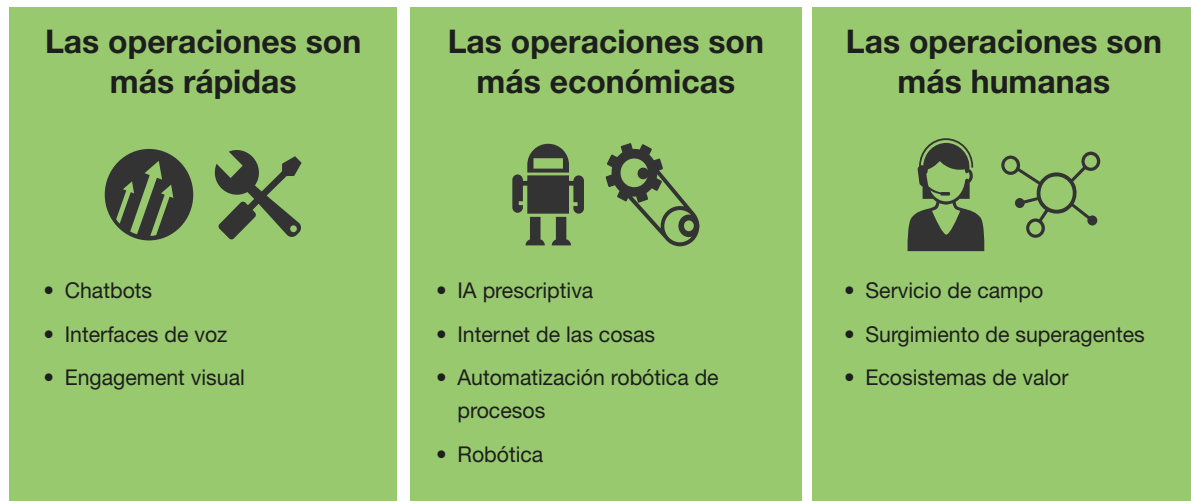 Las operaciones son
más rápidas
• Chatbots
• Interfaces de voz
• Engagement visual
Las operaciones son
más económicas
• IA prescriptiva
• Internet de las cosas
• Automatización robótica de
procesos
• Robótica
Las operaciones son
más humanas
• Servicio de campo
• Surgimiento de superagentes
• Ecosistemas de valor